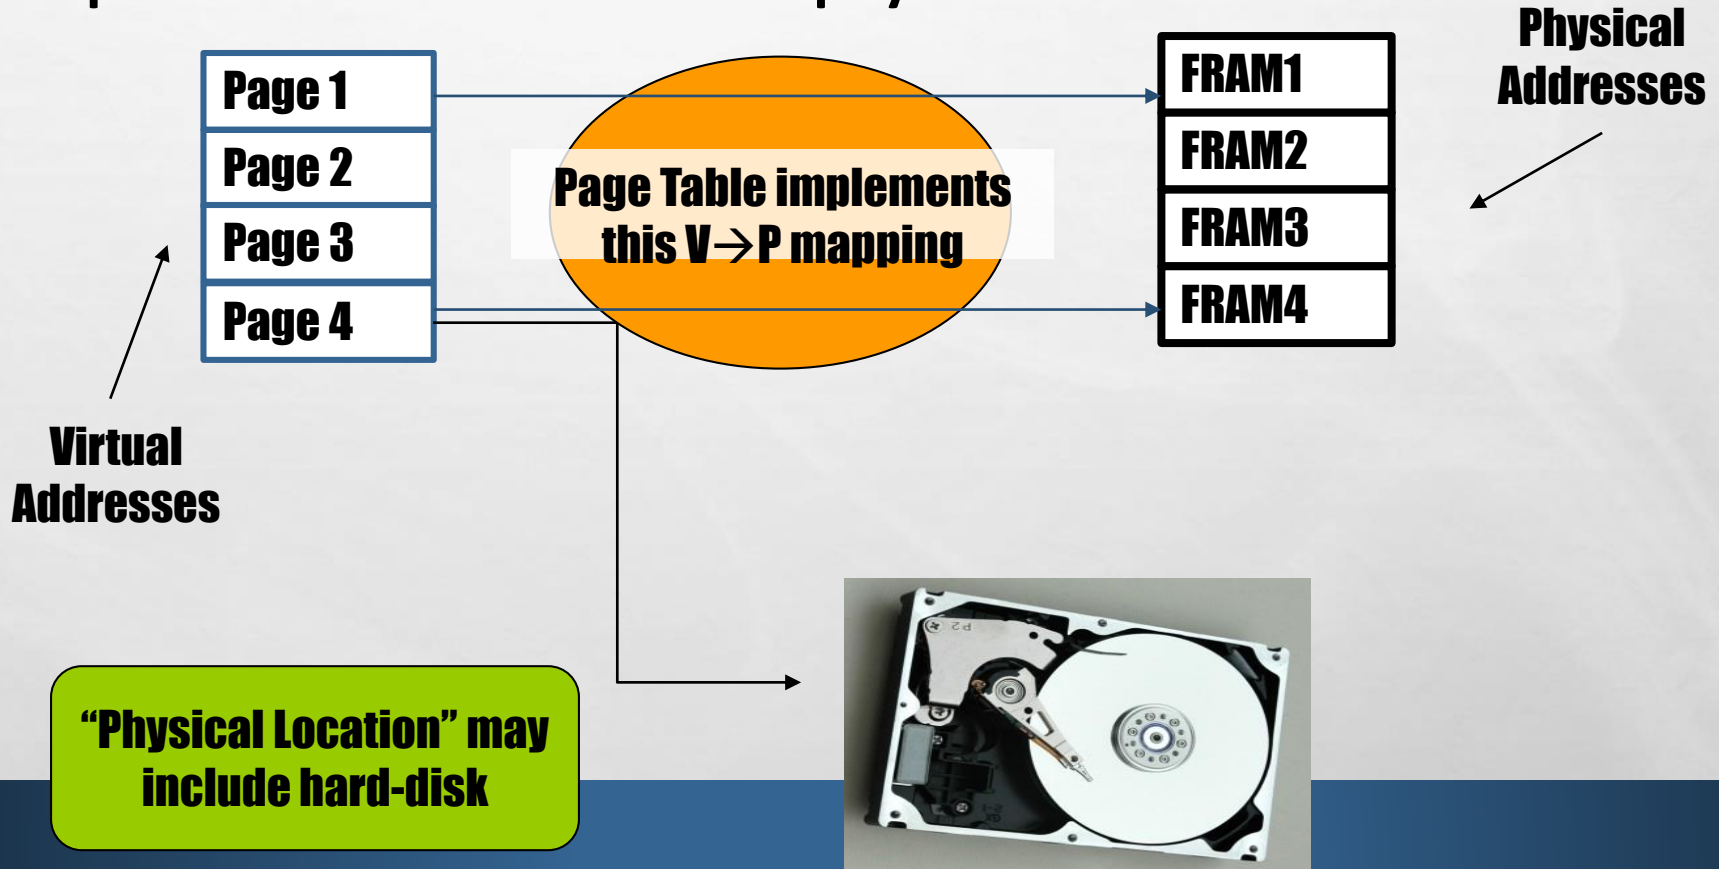 Physical
Addresses
Page 1
Page 2
Page 3
Page 4
Page Table implements
this V→P mapping
FRAM1
FRAM2
FRAM3
FRAM4
Virtual
Addresses
“Physical Location” may
include hard-disk
P2